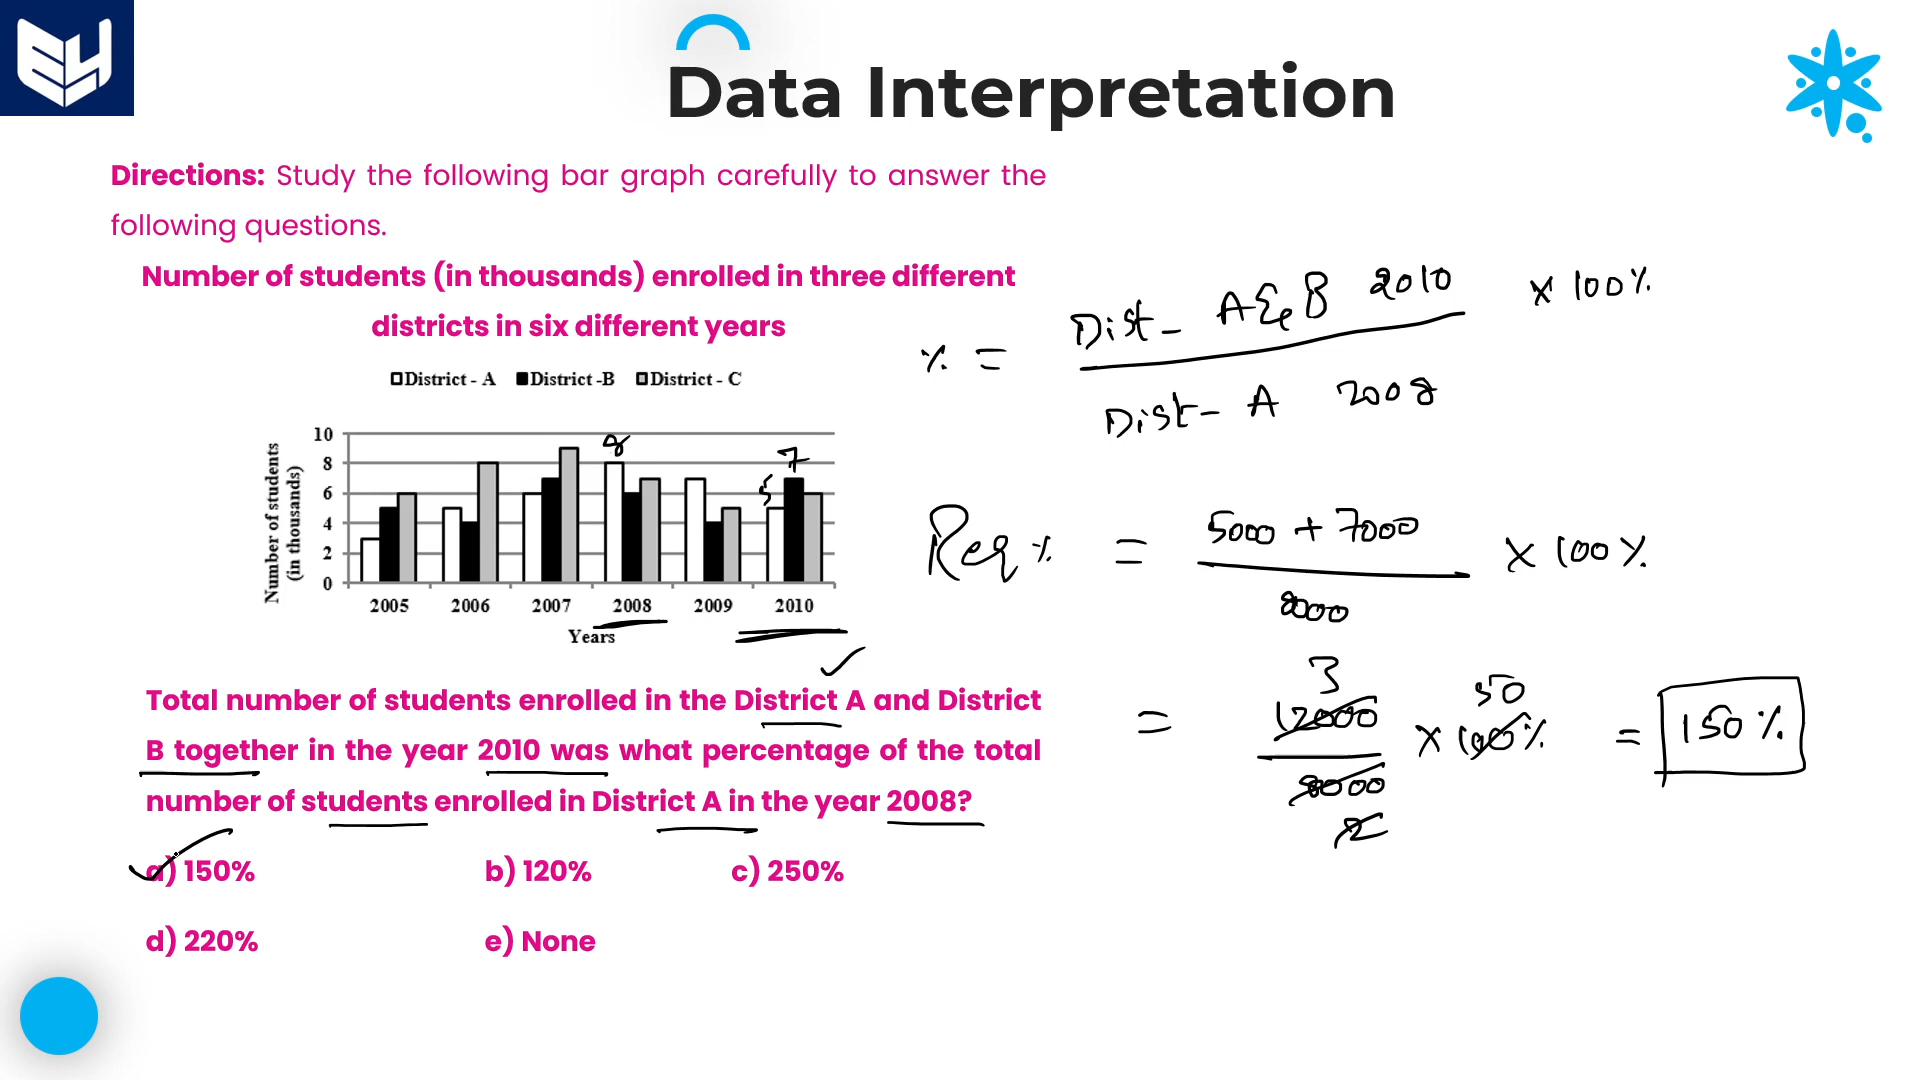 EY
Data Interpretation
Directions: Study the following bar graph carefully to answer the
following questions.
Number of students (in thousands) enrolled in three different
districts in six different years
District - A District -B District - C
Number of students
(in thousands)
10
8
6
4
2
0
8
5
7
2005 2006 2007 2008 2009 2010
Years
Total number of students enrolled in the District A and District
B together in the year 2010 was what percentage of the total
number of students enrolled in District A in the year 2008?
a) 150% b) 120% c) 250%
d) 220% e) None
% = Dist- A & B 2010 × 100%
Dist- A 2008
Req % = 5000 + 7000 × 100%
8000
3 50
= 12000 × 100% = 150%
8000
2